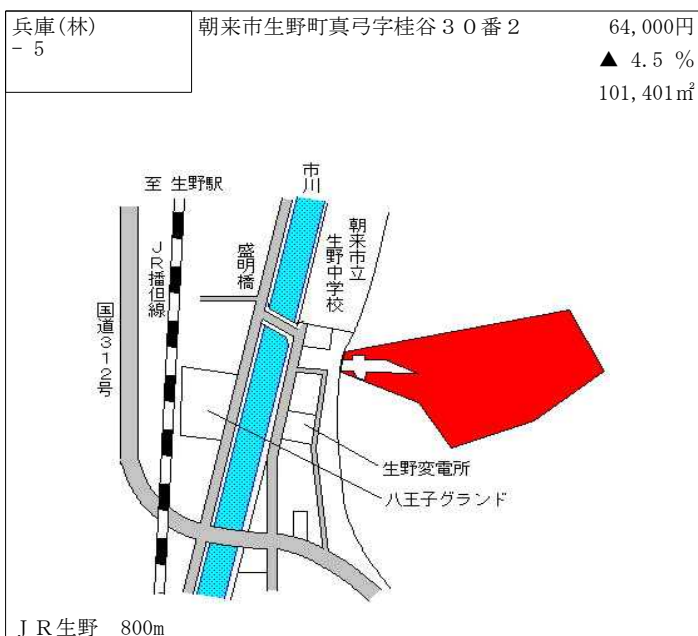 兵庫(林)
- 5
朝来市生野町真弓字桂谷３０番２
64,000円
▲ 4.5 %
101,401㎡
至 生野駅
市川
朝来市立
生野中学校
盛明橋
ＪＲ播但線
国道３１２号
生野変電所
八王子グランド
ＪＲ生野　800m